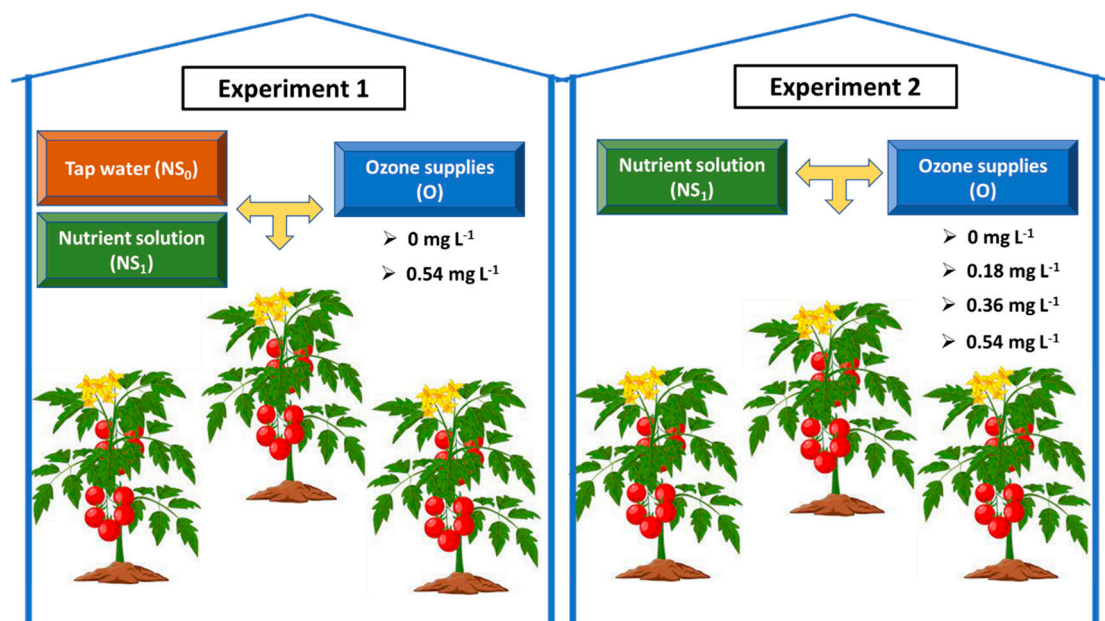 Experiment 1
Tap water (NS₀)
Nutrient solution
(NS₁)
Ozone supplies
(O)
➢ 0 mg L⁻¹
➢ 0.54 mg L⁻¹
Experiment 2
Nutrient solution
(NS₁)
Ozone supplies
(O)
➢ 0 mg L⁻¹
➢ 0.18 mg L⁻¹
➢ 0.36 mg L⁻¹
➢ 0.54 mg L⁻¹